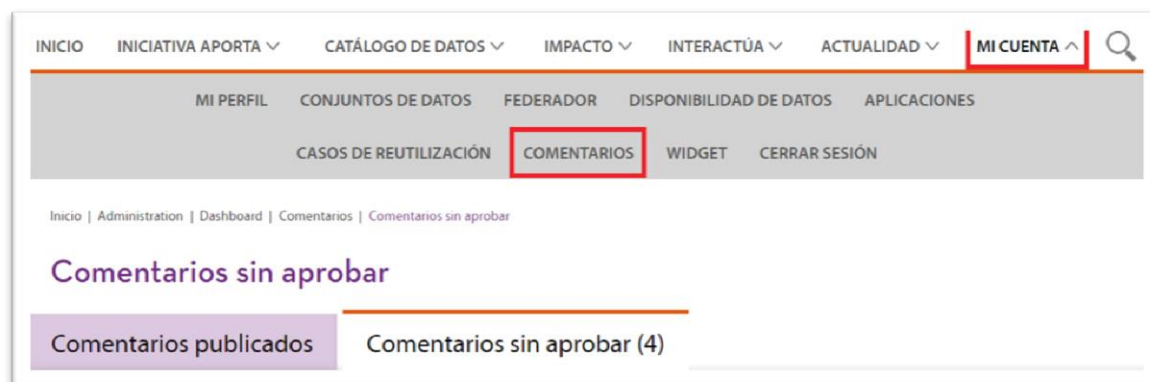 INICIO INICIATIVA APORTA CATÁLOGO DE DATOS IMPACTO INTERACTÚA ACTUALIDAD MI CUENTA
MI PERFIL CONJUNTOS DE DATOS FEDERADOR DISPONIBILIDAD DE DATOS APLICACIONES
CASOS DE REUTILIZACIÓN COMENTARIOS WIDGET CERRAR SESIÓN
Inicio | Administration | Dashboard | Comentarios | Comentarios sin aprobar
Comentarios sin aprobar
Comentarios publicados Comentarios sin aprobar (4)